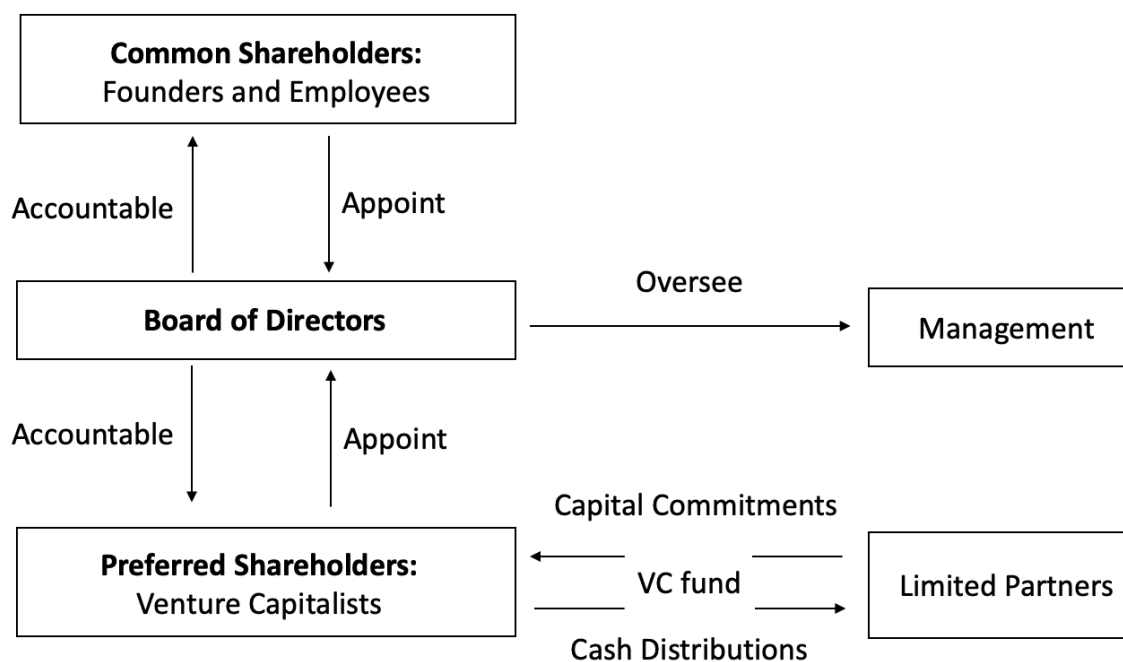 Common Shareholders:
Founders and Employees
Accountable
Appoint
Board of Directors
Oversee
Management
Accountable
Appoint
Capital Commitments
Preferred Shareholders:
Venture Capitalists
VC fund
Limited Partners
Cash Distributions